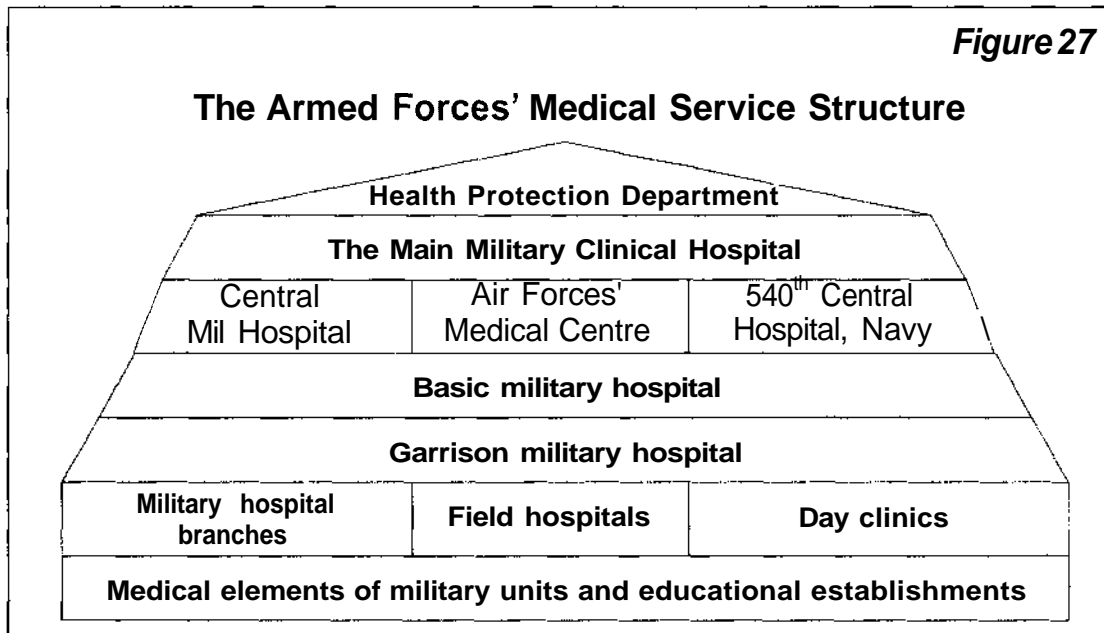 Figure 27
The Armed Forces' Medical Service Structure
Health Protection Department
The Main Military Clinical Hospital
Central
Mil Hospital
Air Forces'
Medical Centre
540th Central
Hospital, Navy
Basic military hospital
Garrison military hospital
Military hospital
branches
Field hospitals
Day clinics
Medical elements of military units and educational establishments